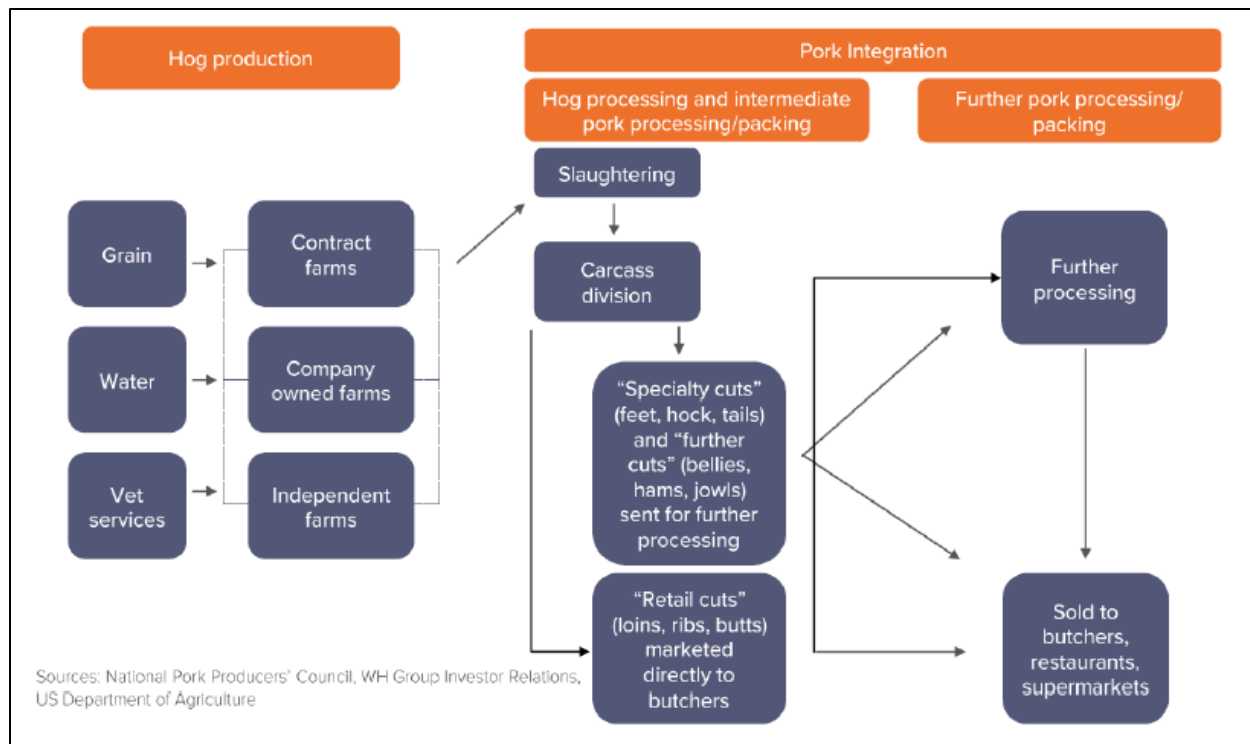 Hog production
Pork Integration
Hog processing and intermediate
pork processing/packing
Further pork processing/
packing
Slaughtering
Grain
Contract
farms
Carcass
division
Further
processing
Water
Company
owned farms
"Specialty cuts"
(feet, hock, tails)
and "further
cuts" (bellies,
hams, jowls)
sent for further
processing
Vet
services
Independent
farms
"Retail cuts"
(loins, ribs, butts)
marketed
directly to
butchers
Sold to
butchers,
restaurants,
supermarkets
Sources: National Pork Producers' Council, WH Group Investor Relations,
US Department of Agriculture